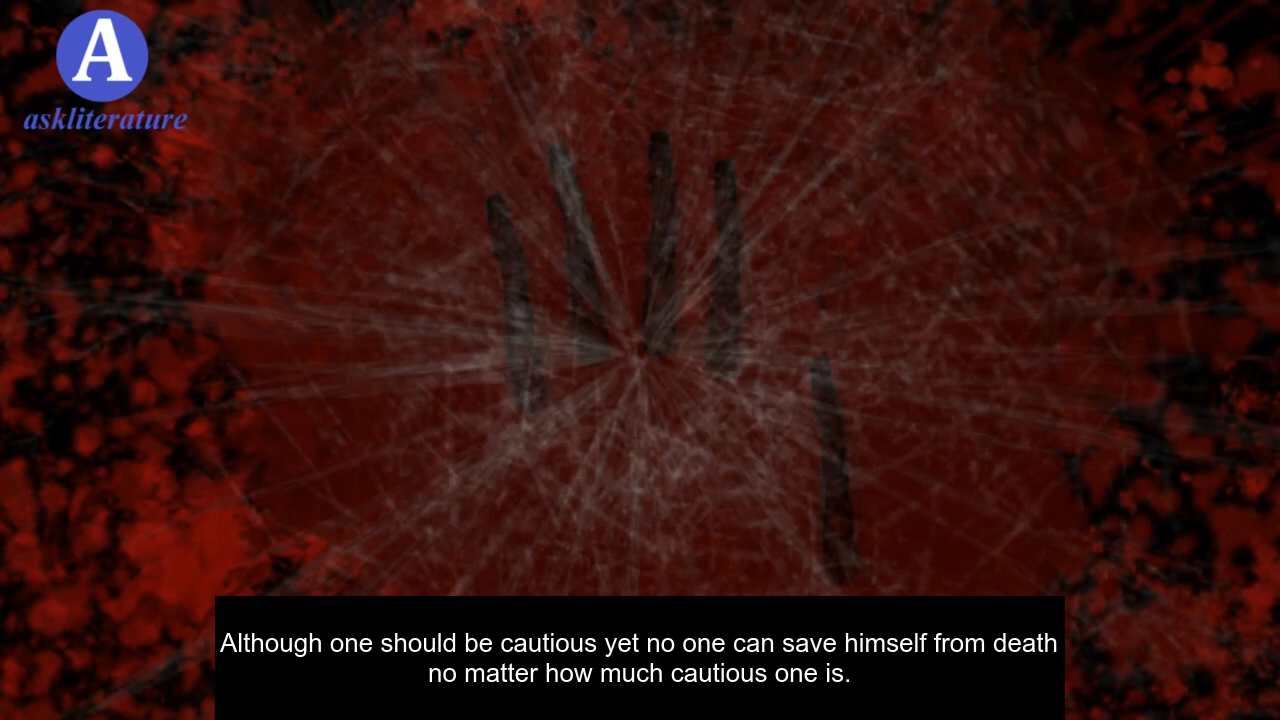 A
askliterature
Although one should be cautious yet no one can save himself from death
no matter how much cautious one is.